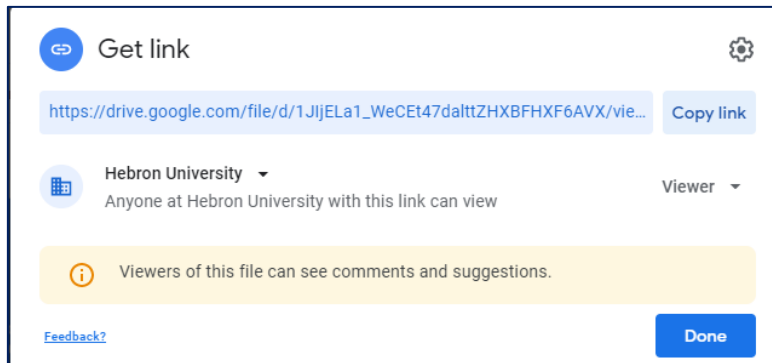 Get link
https://drive.google.com/file/d/1JIjELa1_WeCEt47dalttZHXBFHXF6AVX/vie...
Copy link
Hebron University
Anyone at Hebron University with this link can view
Viewer
Viewers of this file can see comments and suggestions.
Feedback?
Done